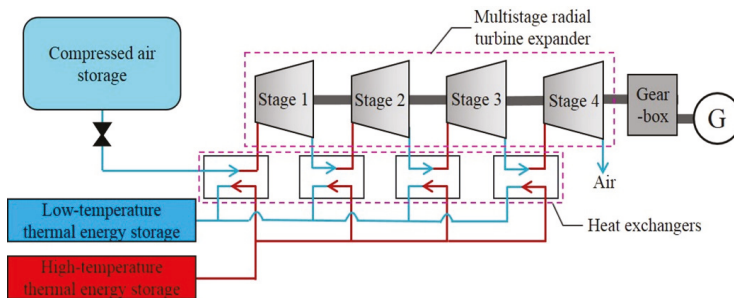 Multistage radial
turbine expander
Compressed air
storage
Stage 1
Stage 2
Stage 3
Stage 4
Gear
-box
G
Air
Low-temperature
thermal energy storage
Heat exchangers
High-temperature
thermal energy storage